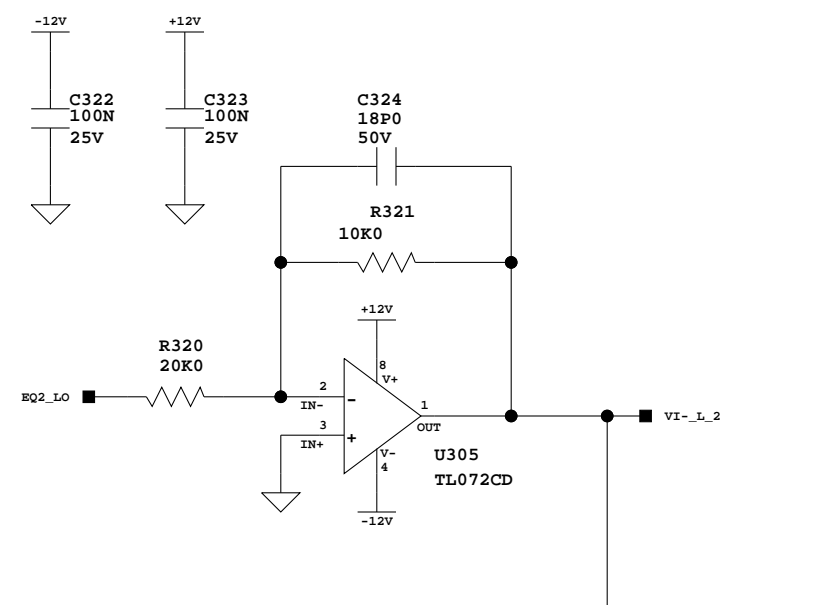 -12V
+12V
C322
100N
25V
C323
100N
25V
C324
18P0
50V
R321
10K0
+12V
R320
20K0
8
V+
EQ2_LO
2
IN-
-
3
IN+
+
1
OUT
VI-_L_2
V-
4
U305
TL072CD
-12V